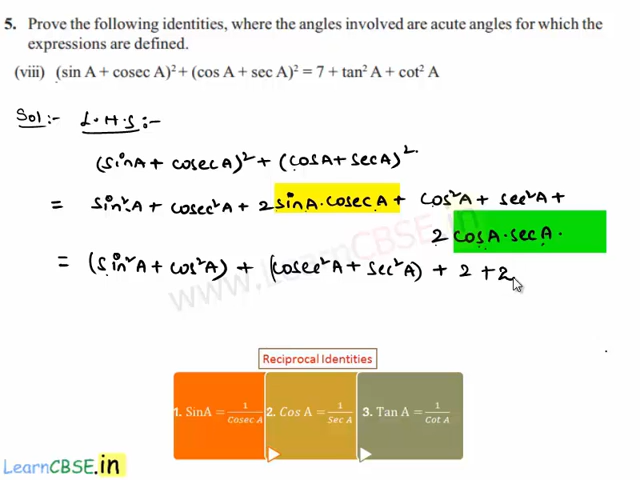 5. Prove the following identities, where the angles involved are acute angles for which the
expressions are defined.
(viii) (sin A + cosec A)² + (cos A + sec A)² = 7 + tan² A + cot² A
Sol :- L.H.S :-
(sinA + cosecA)² + (cosA + secA)²
= sin²A + cosec²A + 2 sinA.cosecA + cos²A + sec²A +
2 cosA.secA.
= (sin²A + cos²A) + (cosec²A + sec²A) + 2 + 2
www.LearnCBSE.in
Reciprocal Identities
1. SinA = 1/Cosec A 2. Cos A = 1/Sec A 3. Tan A = 1/Cot A
LearnCBSE.in